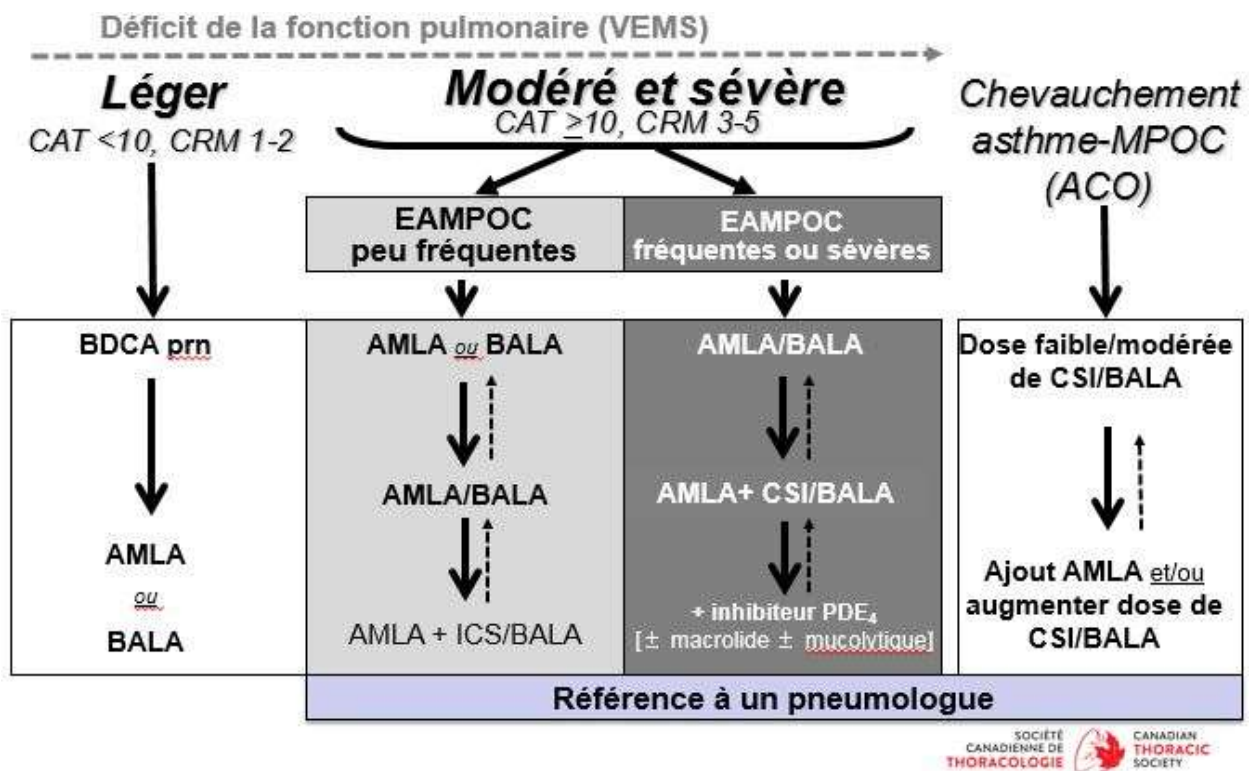 Déficit de la fonction pulmonaire (VEMS)
Léger
CAT <10, CRM 1-2
Modéré et sévère
CAT ≥10, CRM 3-5
Chevauchement
asthme-MPOC
(ACO)
EAMPOC
peu fréquentes
EAMPOC
fréquentes ou sévères
BDCA prn
AMLA
ou
BALA
AMLA ou BALA
AMLA/BALA
AMLA + ICS/BALA
AMLA/BALA
AMLA+ CSI/BALA
+ inhibiteur PDE₄
[± macrolide ± mucolytique]
Dose faible/modérée
de CSI/BALA
Ajout AMLA et/ou
augmenter dose de
CSI/BALA
Référence à un pneumologue
SOCIÉTÉ
CANADIENNE DE
THORACOLOGIE
CANADIAN
THORACIC
SOCIETY